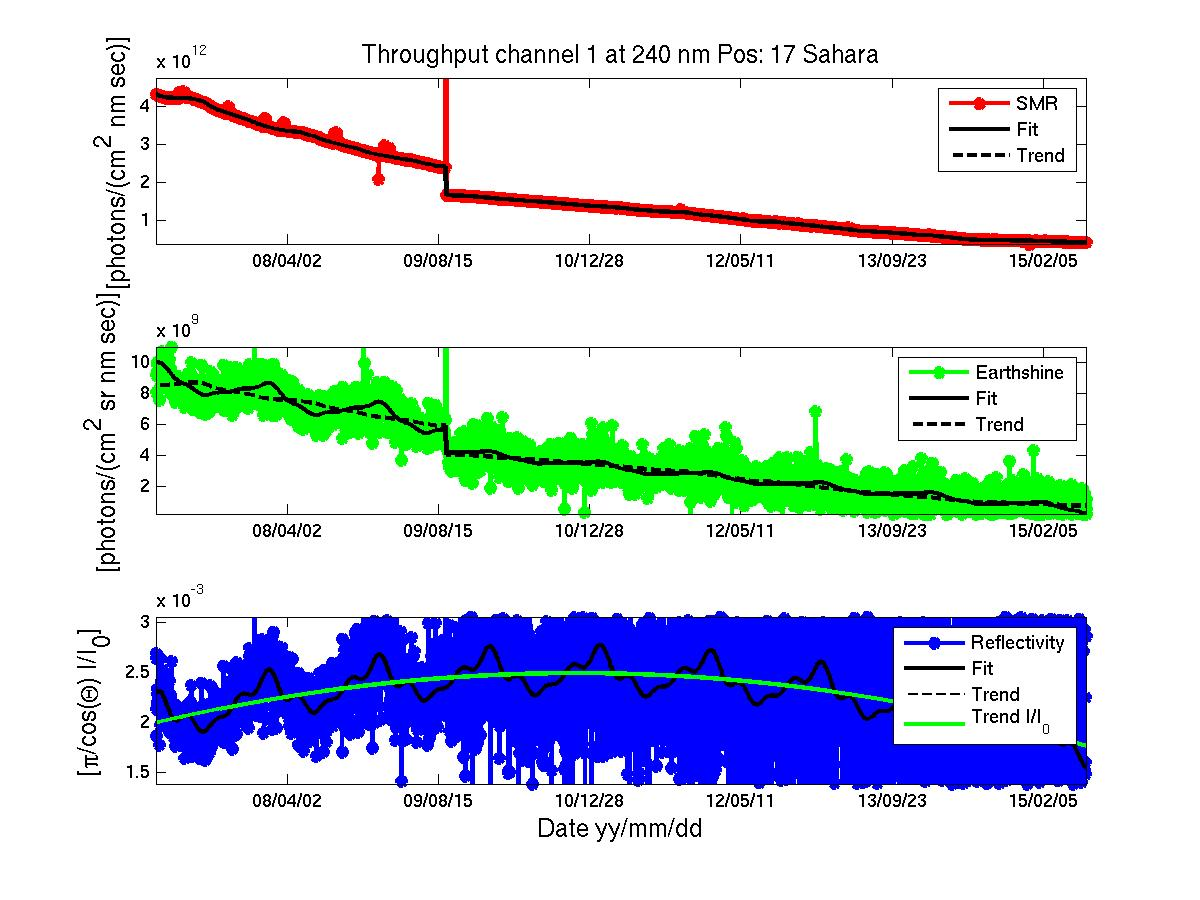 Throughput channel 1 at 240 nm Pos: 17 Sahara
x 10^12
[photons/(cm^2 nm sec)]
4
3
2
1
SMR
Fit
Trend
08/04/02 09/08/15 10/12/28 12/05/11 13/09/23 15/02/05
x 10^9
[photons/(cm^2 sr nm sec)]
10
8
6
4
2
Earthshine
Fit
Trend
08/04/02 09/08/15 10/12/28 12/05/11 13/09/23 15/02/05
x 10^-3
[π/cos(Θ) I/I_0]
3
2.5
2
1.5
Reflectivity
Fit
Trend
Trend I/I_0
08/04/02 09/08/15 10/12/28 12/05/11 13/09/23 15/02/05
Date yy/mm/dd